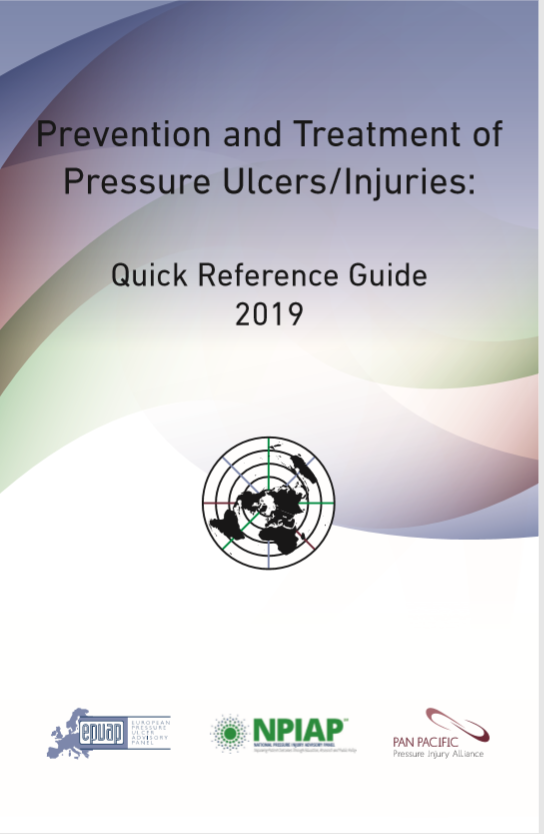 Prevention and Treatment of
Pressure Ulcers/Injuries:
Quick Reference Guide
2019
epuap
EUROPEAN
PRESSURE
ULCER
ADVISORY
PANEL
NPIAP
NATIONAL PRESSURE INJURY ADVISORY PANEL
PAN PACIFIC
Pressure Injury Alliance